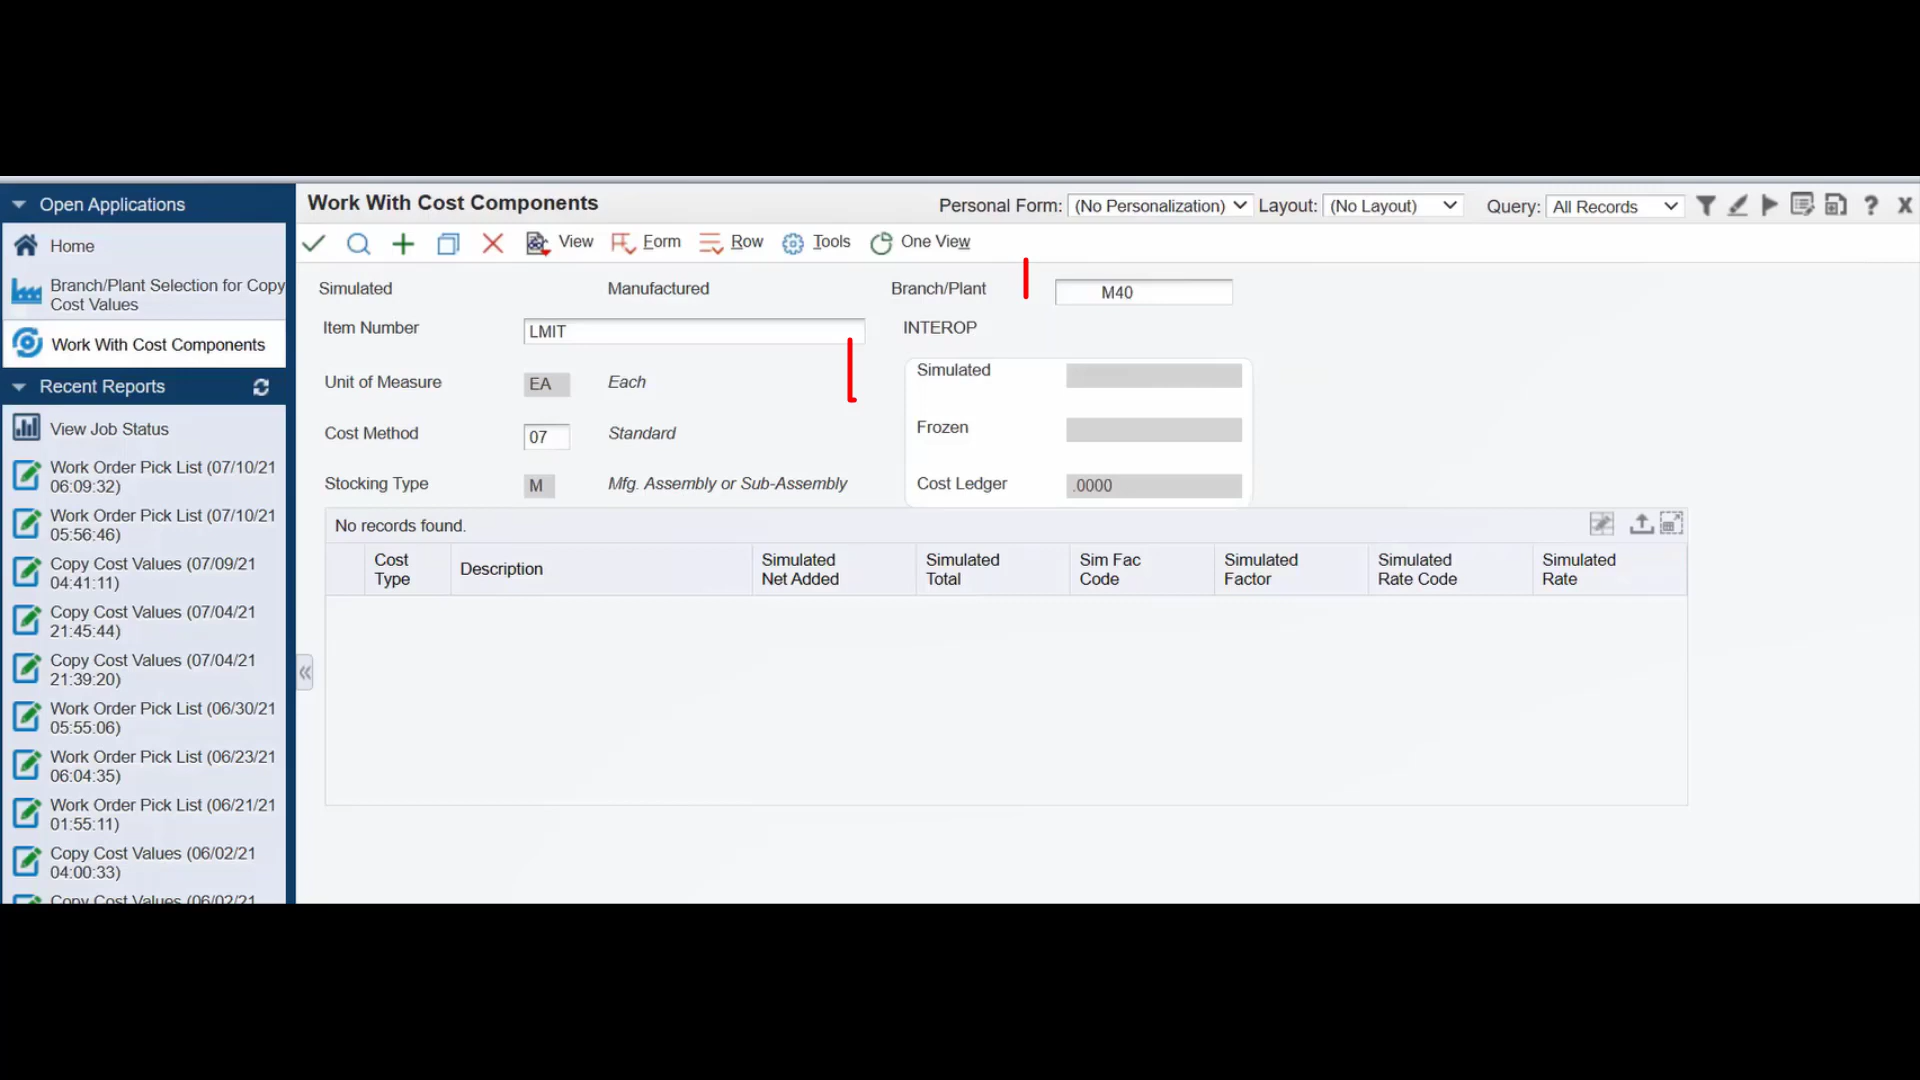 Open Applications
Home
Branch/Plant Selection for Copy
Cost Values
Work With Cost Components
Recent Reports
View Job Status
Work Order Pick List (07/10/21
06:09:32)
Work Order Pick List (07/10/21
05:56:46)
Copy Cost Values (07/09/21
04:41:11)
Copy Cost Values (07/04/21
21:45:44)
Copy Cost Values (07/04/21
21:39:20)
Work Order Pick List (06/30/21
05:55:06)
Work Order Pick List (06/23/21
06:04:35)
Work Order Pick List (06/21/21
01:55:11)
Copy Cost Values (06/02/21
04:00:33)
Copy Cost Values (06/02/21
Work With Cost Components
Personal Form: (No Personalization) Layout: (No Layout) Query: All Records
View Form Row Tools One View
Simulated Manufactured Branch/Plant M40
Item Number LMIT INTEROP
Unit of Measure EA Each Simulated
Cost Method 07 Standard Frozen
Stocking Type M Mfg. Assembly or Sub-Assembly Cost Ledger .0000
No records found.
Cost Type Description Simulated Net Added Simulated Total Sim Fac Code Simulated Factor Simulated Rate Code Simulated Rate